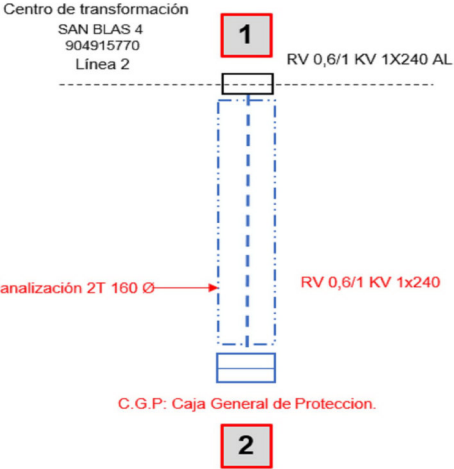 Centro de transformación
SAN BLAS 4
904915770
Línea 2
1
RV 0,6/1 KV 1X240 AL
analización 2T 160 Ø
RV 0,6/1 KV 1x240
C.G.P: Caja General de Proteccion.
2